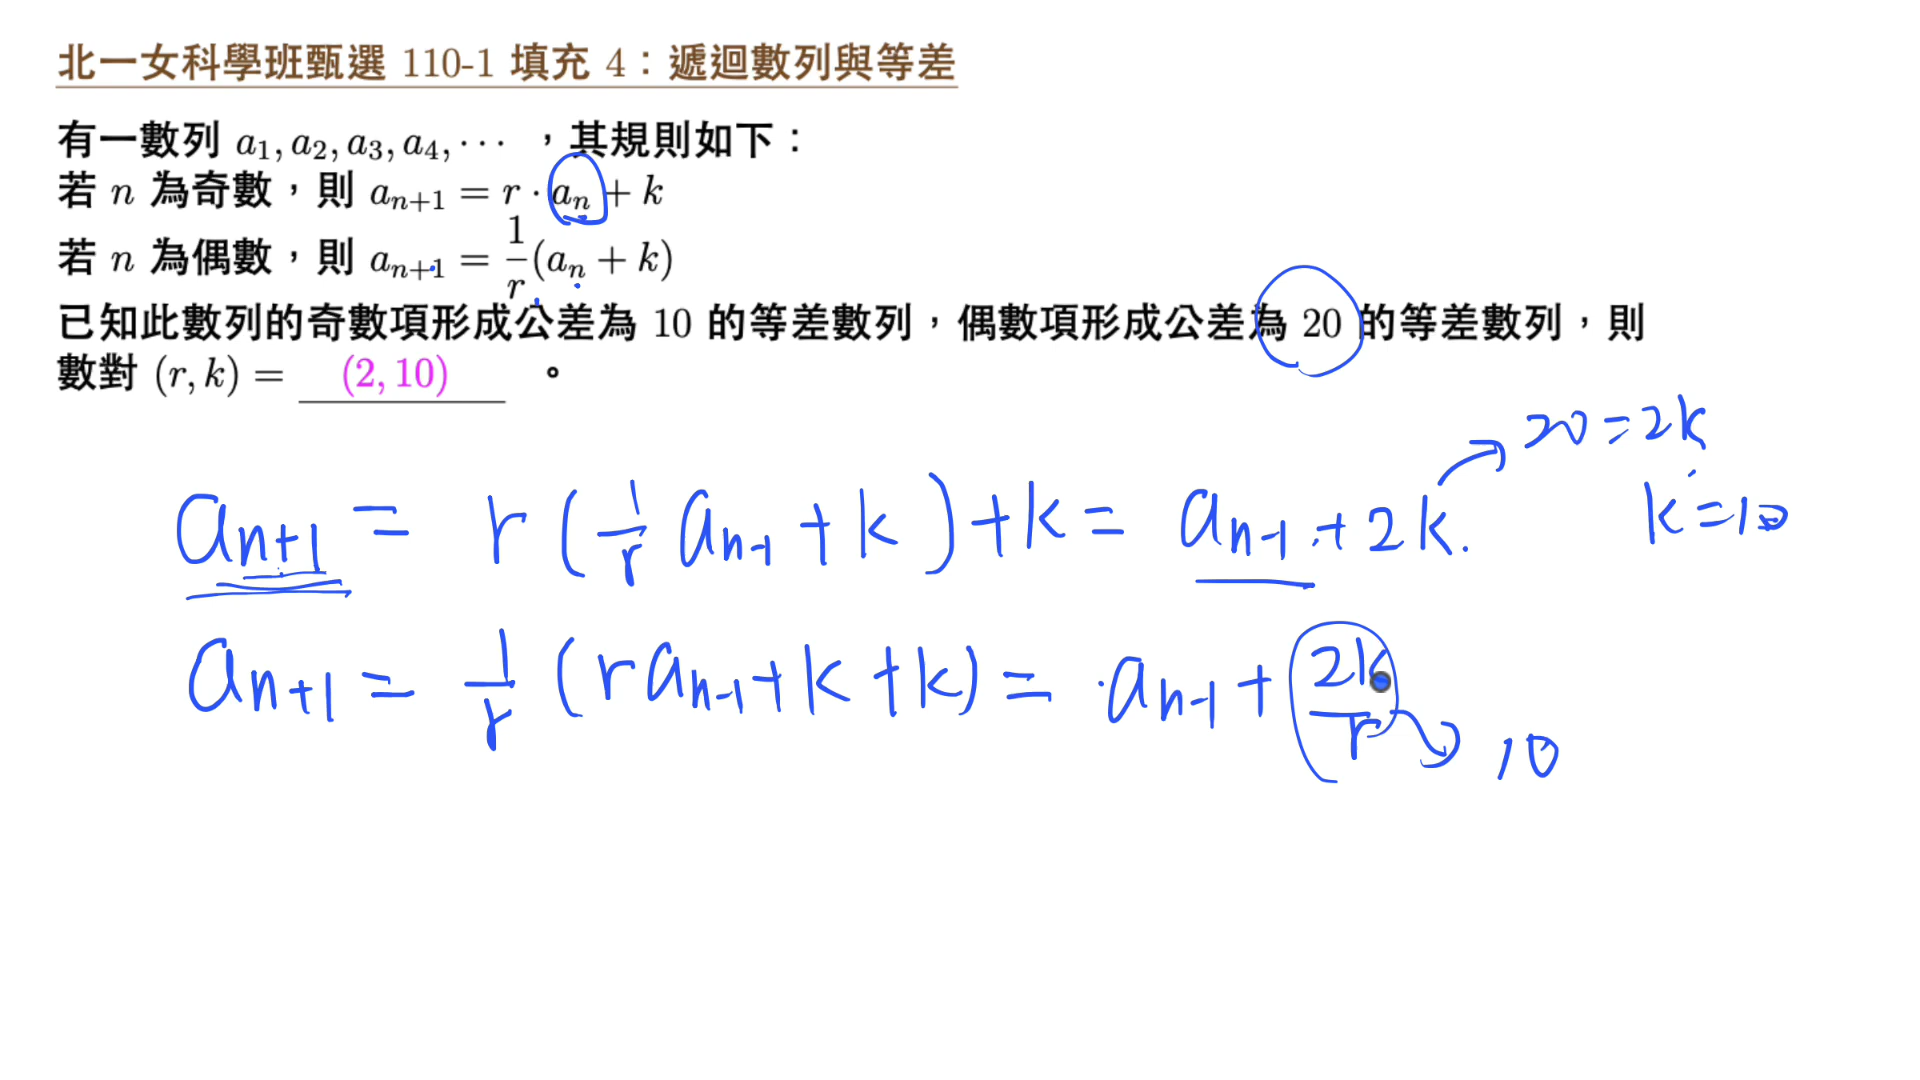 北一女科學班甄選 110-1 填充 4：遞迴數列與等差
有一數列 a₁, a₂, a₃, a₄, ⋯ ，其規則如下：
若 n 為奇數，則 aₙ₊₁ = r · aₙ + k
若 n 為偶數，則 aₙ₊₁ = 1/r (aₙ + k)
已知此數列的奇數項形成公差為 10 的等差數列，偶數項形成公差為 20 的等差數列，則
數對 (r, k) = (2, 10) 。
20 = 2k
k = 10
aₙ₊₁ = r ( 1/r aₙ₋₁ + k ) + k = aₙ₋₁ + 2k.
aₙ₊₁ = 1/r ( r aₙ₋₁ + k + k ) = aₙ₋₁ + 2k/r
10